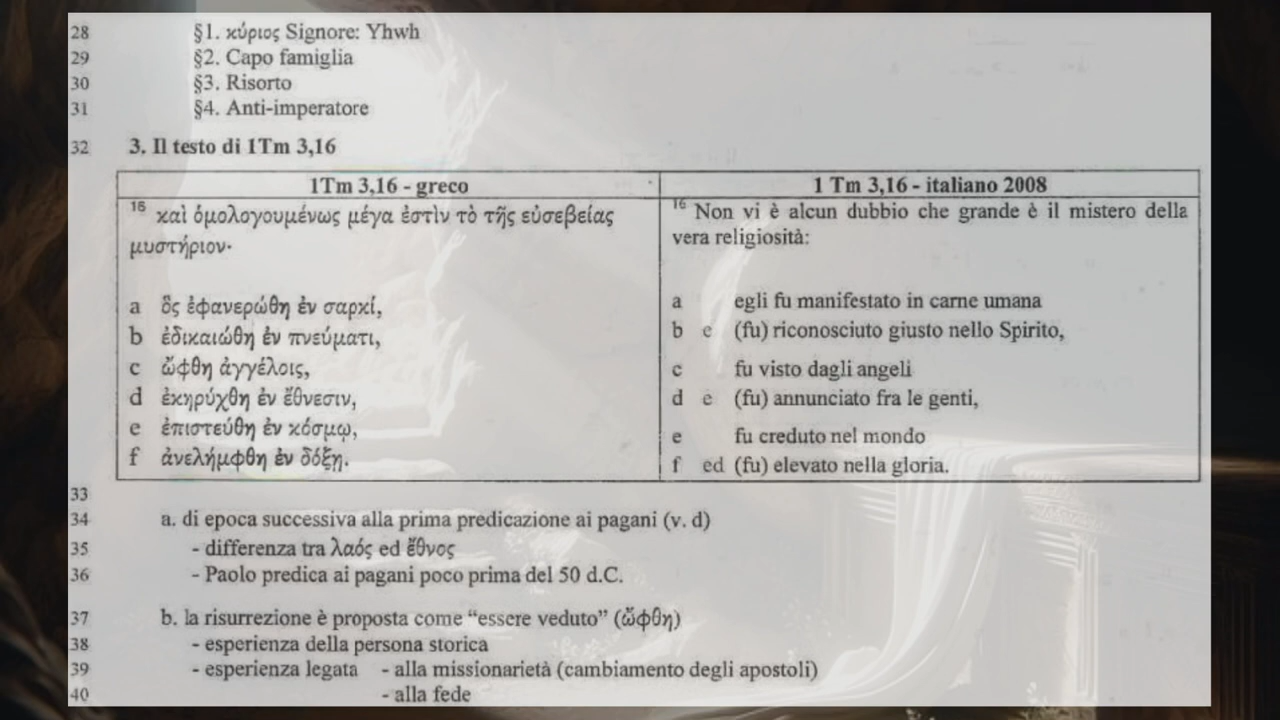 28 §1. κύριος Signore: Yhwh
29 §2. Capo famiglia
30 §3. Risorto
31 §4. Anti-imperatore
32 3. Il testo di 1Tm 3,16
1Tm 3,16 - greco
16 καὶ ὁμολογουμένως μέγα ἐστὶν τὸ τῆς εὐσεβείας
μυστήριον·
a ὃς ἐφανερώθη ἐν σαρκί,
b ἐδικαιώθη ἐν πνεύματι,
c ὤφθη ἀγγέλοις,
d ἐκηρύχθη ἐν ἔθνεσιν,
e ἐπιστεύθη ἐν κόσμῳ,
f ἀνελήμφθη ἐν δόξῃ.
1 Tm 3,16 - italiano 2008
16 Non vi è alcun dubbio che grande è il mistero della
vera religiosità:
a egli fu manifestato in carne umana
b e (fu) riconosciuto giusto nello Spirito,
c fu visto dagli angeli
d e (fu) annunciato fra le genti,
e fu creduto nel mondo
f ed (fu) elevato nella gloria.
33
34 a. di epoca successiva alla prima predicazione ai pagani (v. d)
35 - differenza tra λαός ed ἔθνος
36 - Paolo predica ai pagani poco prima del 50 d.C.
37 b. la risurrezione è proposta come “essere veduto” (ὤφθη)
38 - esperienza della persona storica
39 - esperienza legata - alla missionarietà (cambiamento degli apostoli)
40 - alla fede